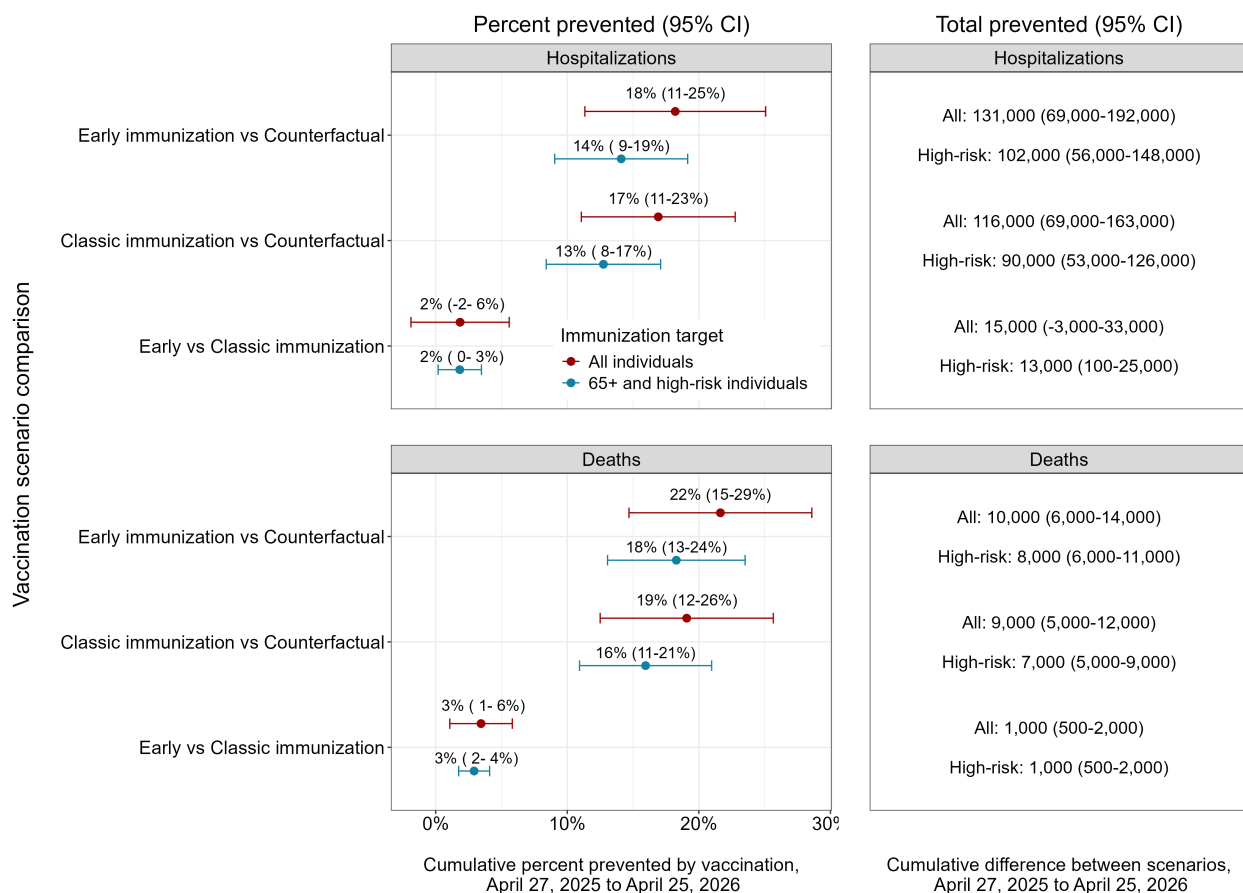 Percent prevented (95% CI)
Total prevented (95% CI)
Vaccination scenario comparison
Hospitalizations
Hospitalizations
Early immunization vs Counterfactual
18% (11-25%)
14% ( 9-19%)
All: 131,000 (69,000-192,000)
High-risk: 102,000 (56,000-148,000)
Classic immunization vs Counterfactual
17% (11-23%)
13% ( 8-17%)
All: 116,000 (69,000-163,000)
High-risk: 90,000 (53,000-126,000)
Early vs Classic immunization
2% (-2- 6%)
2% ( 0- 3%)
All: 15,000 (-3,000-33,000)
High-risk: 13,000 (100-25,000)
Immunization target
All individuals
65+ and high-risk individuals
Deaths
Deaths
Early immunization vs Counterfactual
22% (15-29%)
18% (13-24%)
All: 10,000 (6,000-14,000)
High-risk: 8,000 (6,000-11,000)
Classic immunization vs Counterfactual
19% (12-26%)
16% (11-21%)
All: 9,000 (5,000-12,000)
High-risk: 7,000 (5,000-9,000)
Early vs Classic immunization
3% ( 1- 6%)
3% ( 2- 4%)
All: 1,000 (500-2,000)
High-risk: 1,000 (500-2,000)
0% 10% 20% 30%
Cumulative percent prevented by vaccination,
April 27, 2025 to April 25, 2026
Cumulative difference between scenarios,
April 27, 2025 to April 25, 2026